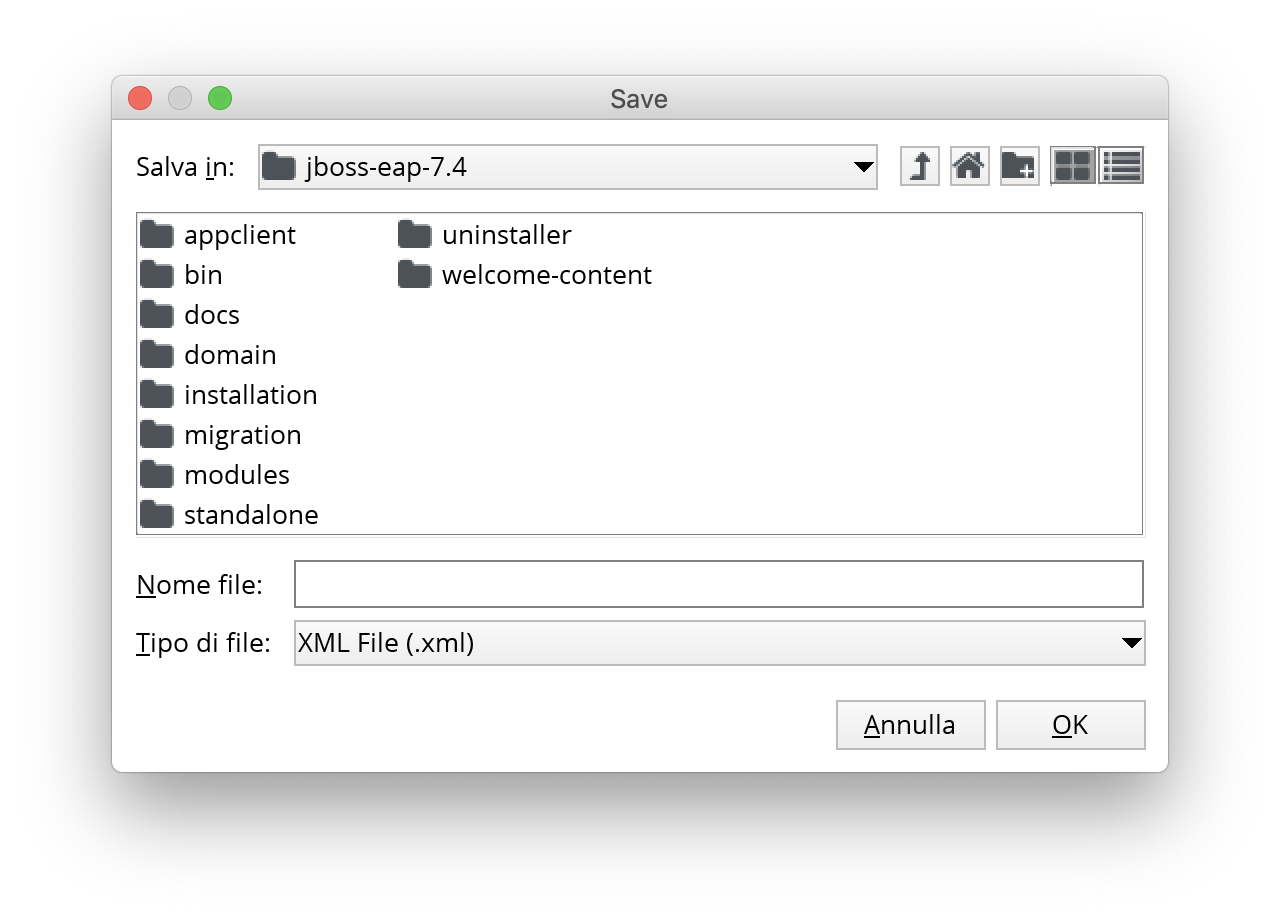 Save
Salva in: jboss-eap-7.4
appclient
bin
docs
domain
installation
migration
modules
standalone
uninstaller
welcome-content
Nome file:
Tipo di file: XML File (.xml)
Annulla OK